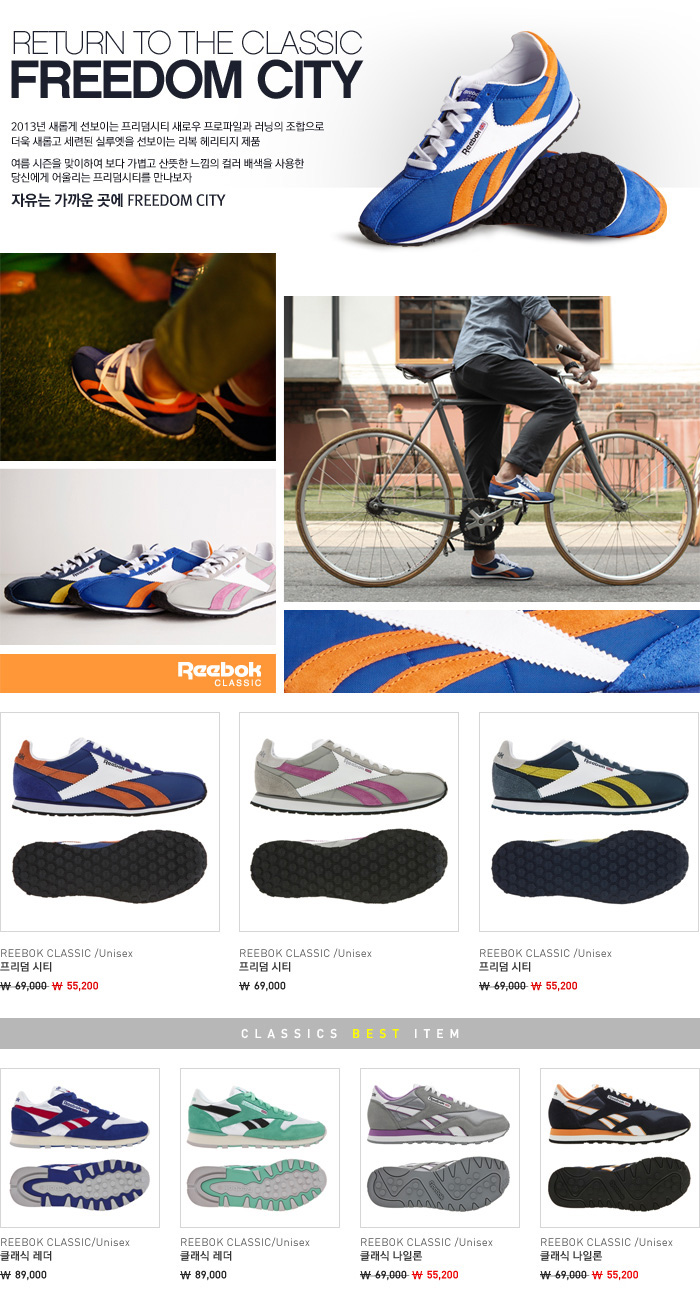 RETURN TO THE CLASSIC
FREEDOM CITY
2013년 새롭게 선보이는 프리덤시티 새로우 프로파일과 러닝의 조합으로
더욱 새롭고 세련된 실루엣을 선보이는 리복 헤리티지 제품
여름 시즌을 맞이하여 보다 가볍고 산뜻한 느낌의 컬러 배색을 사용한
당신에게 어울리는 프리덤시티를 만나보자
자유는 가까운 곳에 FREEDOM CITY
Reebok
Reebok
CLASSIC
Reebok
Reebok
Reebok
REEBOK CLASSIC /Unisex
프리덤 시티
₩ 69,000 ₩ 55,200
REEBOK CLASSIC /Unisex
프리덤 시티
₩ 69,000
REEBOK CLASSIC /Unisex
프리덤 시티
₩ 69,000 ₩ 55,200
CLASSICS BEST ITEM
REEBOK CLASSIC/Unisex
클래식 레더
₩ 89,000
REEBOK CLASSIC/Unisex
클래식 레더
₩ 89,000
REEBOK CLASSIC /Unisex
클래식 나일론
₩ 69,000 ₩ 55,200
REEBOK CLASSIC /Unisex
클래식 나일론
₩ 69,000 ₩ 55,200